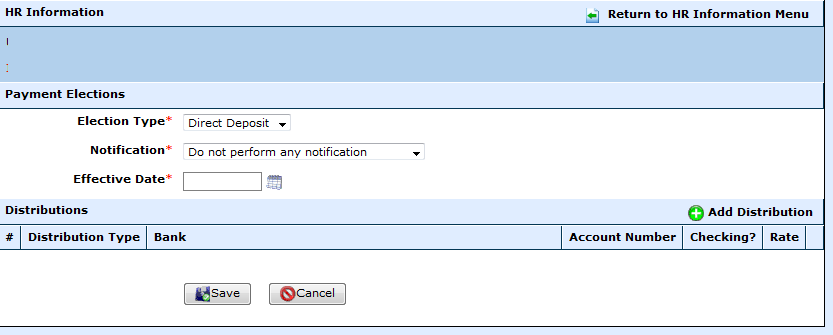 HR Information
Return to HR Information Menu
Payment Elections
Election Type* Direct Deposit
Notification* Do not perform any notification
Effective Date*
Distributions
Add Distribution
# Distribution Type Bank Account Number Checking? Rate
Save Cancel